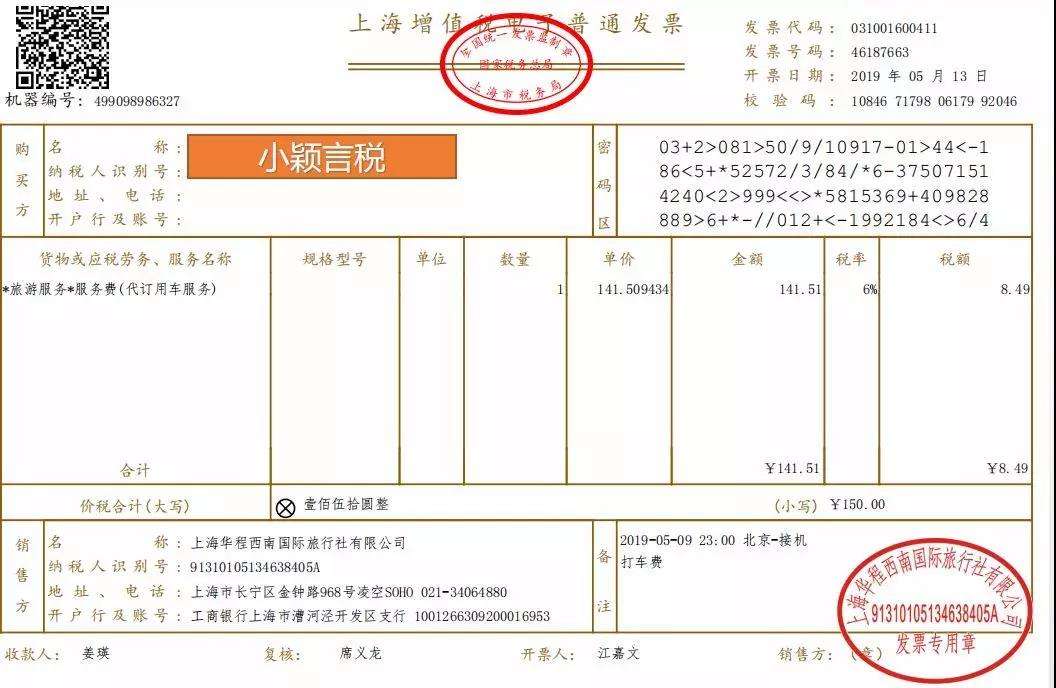 上海增值税电子普通发票
全国统一发票监制章
国家税务总局
上海市税务局
发票代码：031001600411
发票号码：46187663
开票日期：2019 年 05 月 13 日
校验码：10846 71798 06179 92046
机器编号：499098986327
购买方
名称：小颖言税
纳税人识别号：
地址、电话：
开户行及账号：
密码区
03+2>081>50/9/10917-01>44<-1
86<5+*52572/3/84/*6-37507151
4240<2>999<<>*5815369+409828
889>6+*-//012+<-1992184<>6/4
货物或应税劳务、服务名称 规格型号 单位 数量 单价 金额 税率 税额
*旅游服务*服务费(代订用车服务) 1 141.509434 141.51 6% 8.49
合计 ￥141.51 ￥8.49
价税合计(大写) ⊗ 壹佰伍拾圆整 (小写) ￥150.00
销售方
名称：上海华程西南国际旅行社有限公司
纳税人识别号：91310105134638405A
地址、电话：上海市长宁区金钟路968号凌空SOHO 021-34064880
开户行及账号：工商银行上海市漕河泾开发区支行 1001266309200016953
备注
2019-05-09 23:00 北京-接机
打车费
上海华程西南国际旅行社有限公司
91310105134638405A
发票专用章
收款人：姜瑛 复核：席义龙 开票人：江嘉文 销售方：(章)